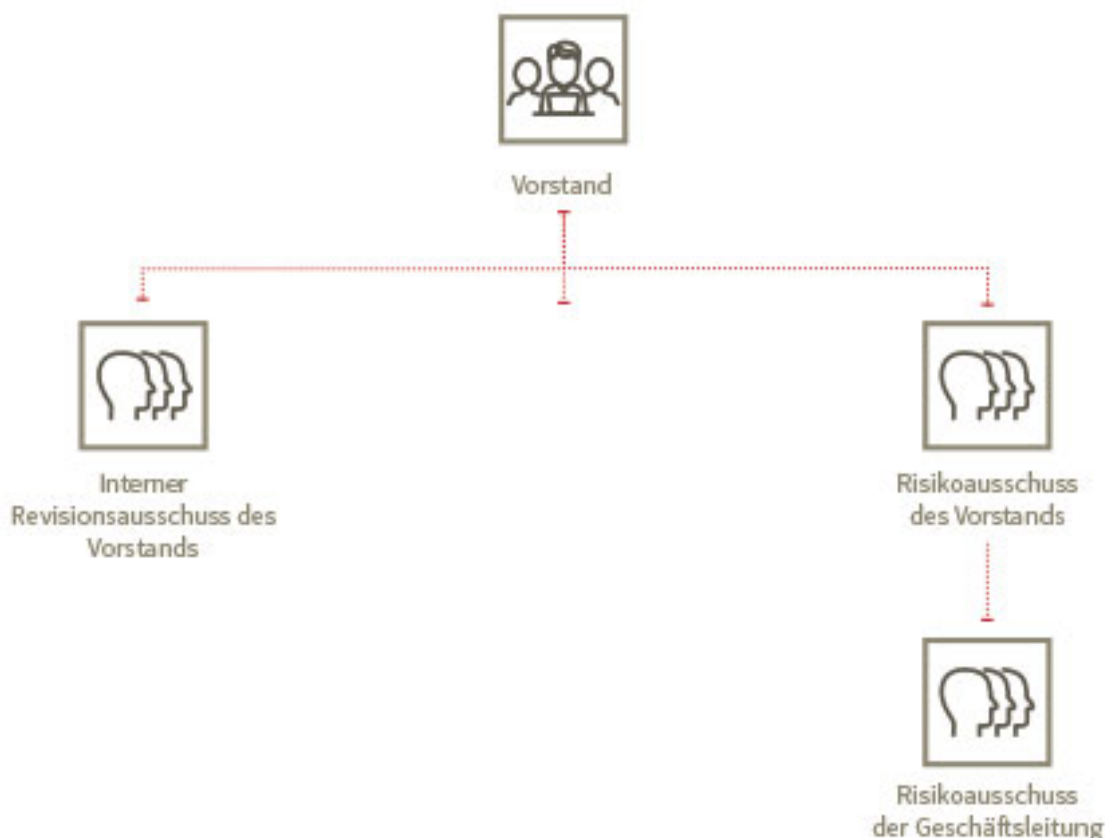 Vorstand
Interner
Revisionsausschuss des
Vorstands
Risikoausschuss
des Vorstands
Risikoausschuss
der Geschäftsleitung